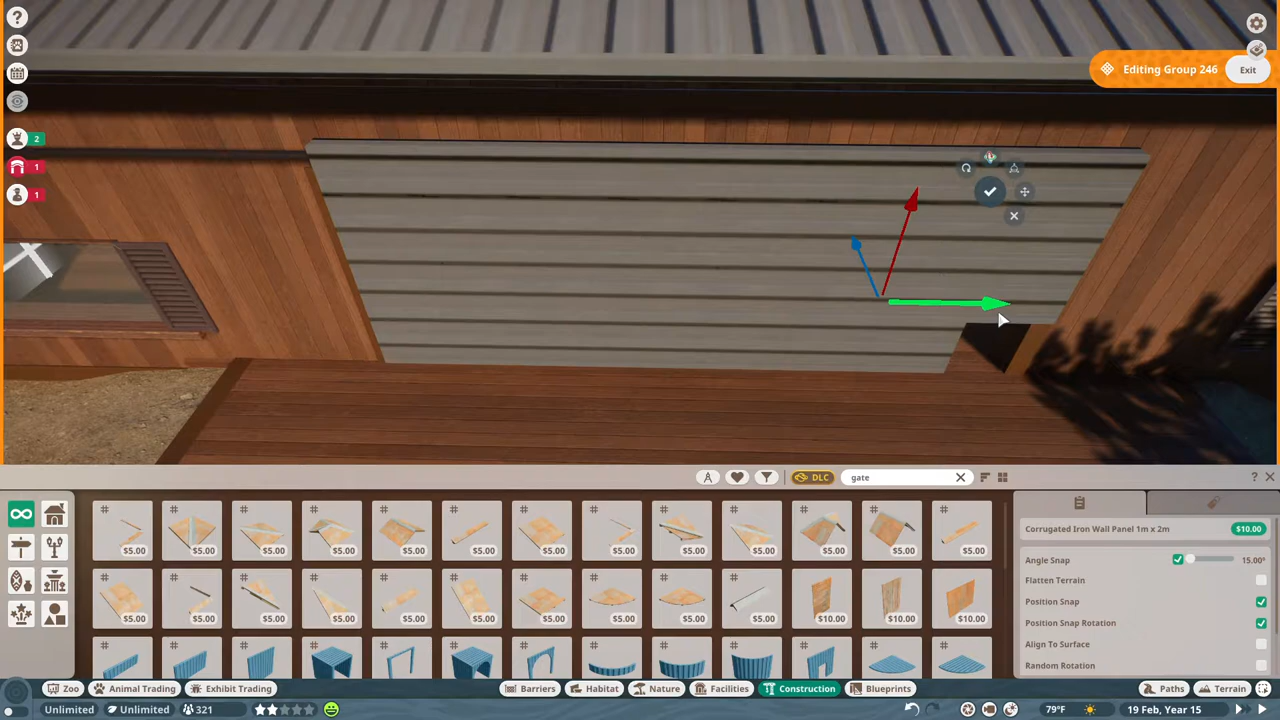 ?
Editing Group 246
Exit
2
1
1
DLC
gate
?
$5.00 $5.00 $5.00 $5.00 $5.00 $5.00 $5.00 $5.00 $5.00 $5.00 $5.00 $5.00 $5.00
$5.00 $5.00 $5.00 $5.00 $5.00 $5.00 $5.00 $5.00 $5.00 $5.00 $10.00 $10.00 $10.00
Corrugated Iron Wall Panel 1m x 2m
$10.00
Angle Snap
15.00°
Flatten Terrain
Position Snap
Position Snap Rotation
Align To Surface
Random Rotation
Zoo
Animal Trading
Exhibit Trading
Barriers
Habitat
Nature
Facilities
Construction
Blueprints
Paths
Terrain
Unlimited
Unlimited
321
79°F
19 Feb, Year 15